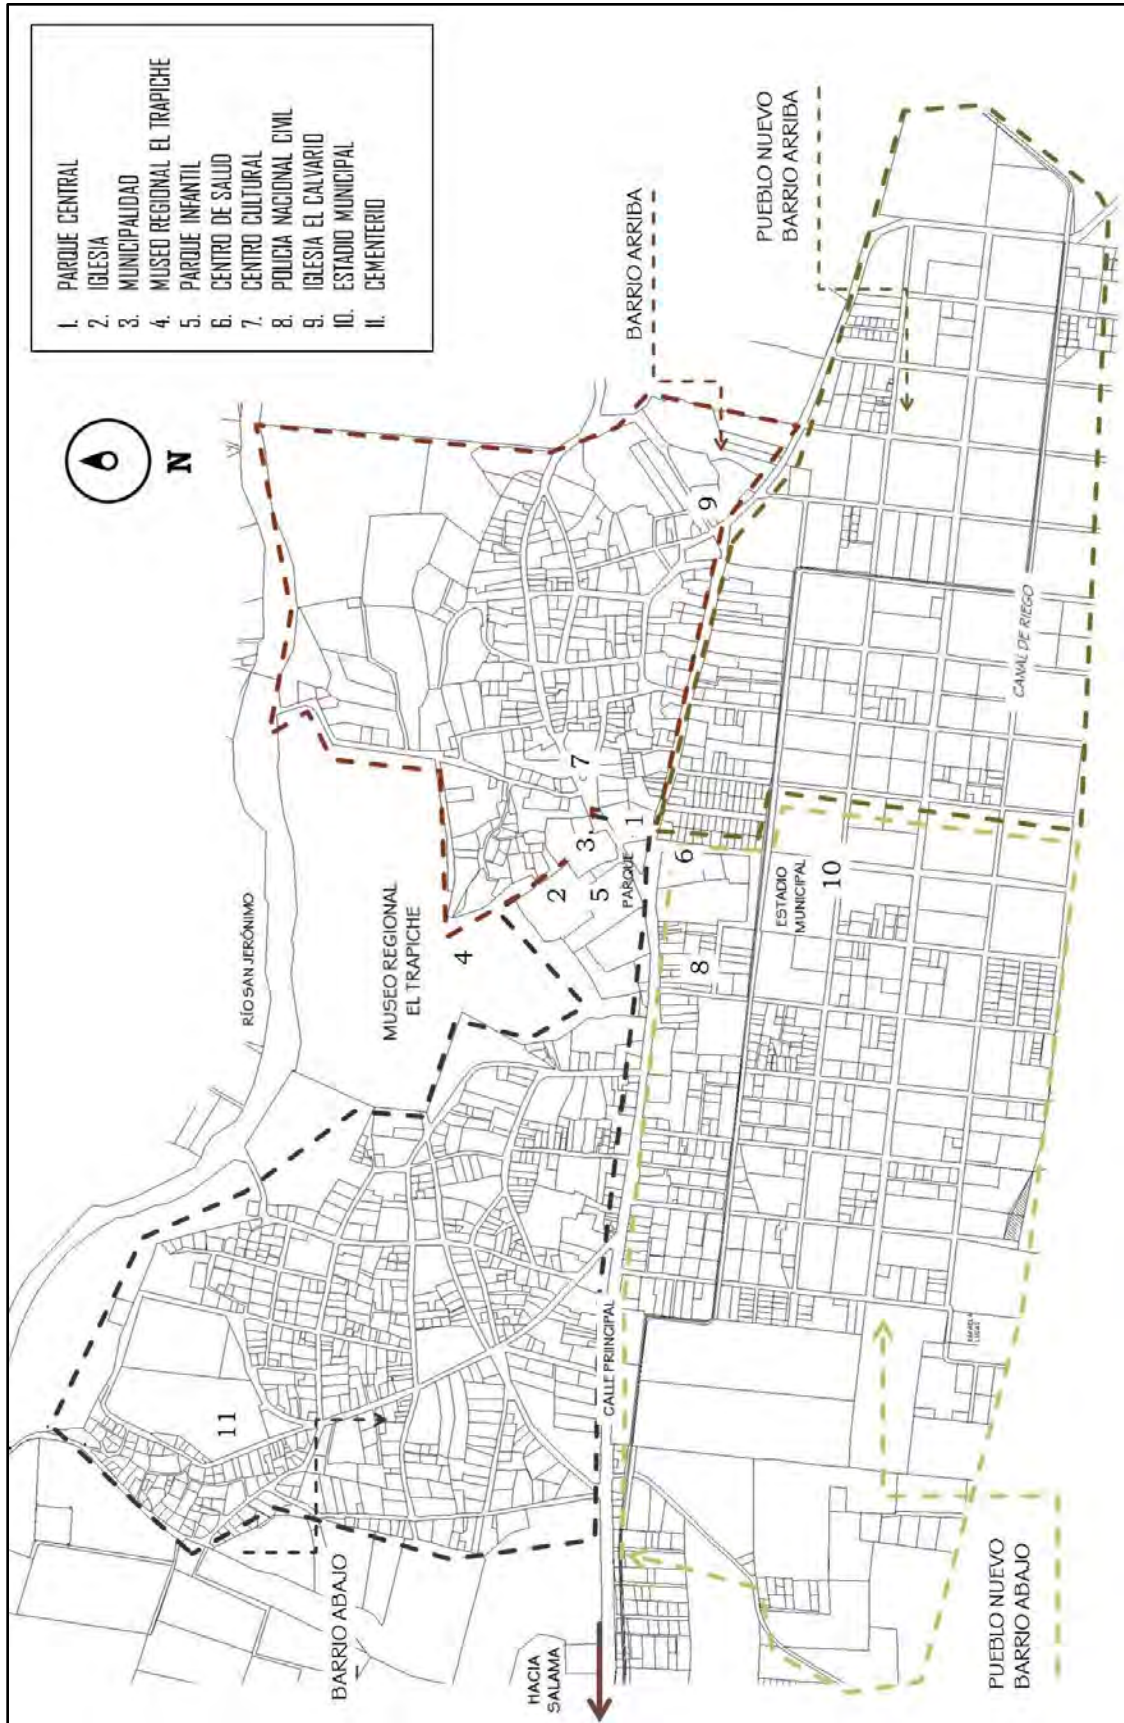 1. PARQUE CENTRAL
2. IGLESIA
3. MUNICIPALIDAD
4. MUSEO REGIONAL EL TRAPICHE
5. PARQUE INFANTIL
6. CENTRO DE SALUD
7. CENTRO CULTURAL
8. POLICIA NACIONAL CIVIL
9. IGLESIA EL CALVARIO
10. ESTADIO MUNICIPAL
11. CEMENTERIO
N
RÍO SAN JERÓNIMO
MUSEO REGIONAL
EL TRAPICHE
BARRIO ARRIBA
PUEBLO NUEVO
BARRIO ARRIBA
11
4
2
5
3
7
PARQUE
1
9
6
8
ESTADIO
MUNICIPAL
10
CANAL DE RIEGO
CALLE PRIINCIPAL
BARRIO ABAJO
HACIA
SALAMA
PUEBLO NUEVO
BARRIO ABAJO